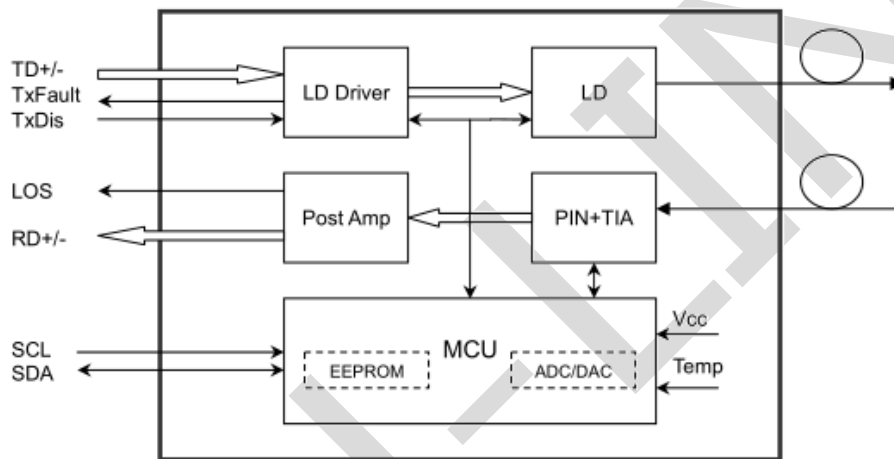 TD+/-
TxFault
TxDis
LD Driver
LD
LOS
RD+/-
Post Amp
PIN+TIA
SCL
SDA
MCU
EEPROM
ADC/DAC
Vcc
Temp